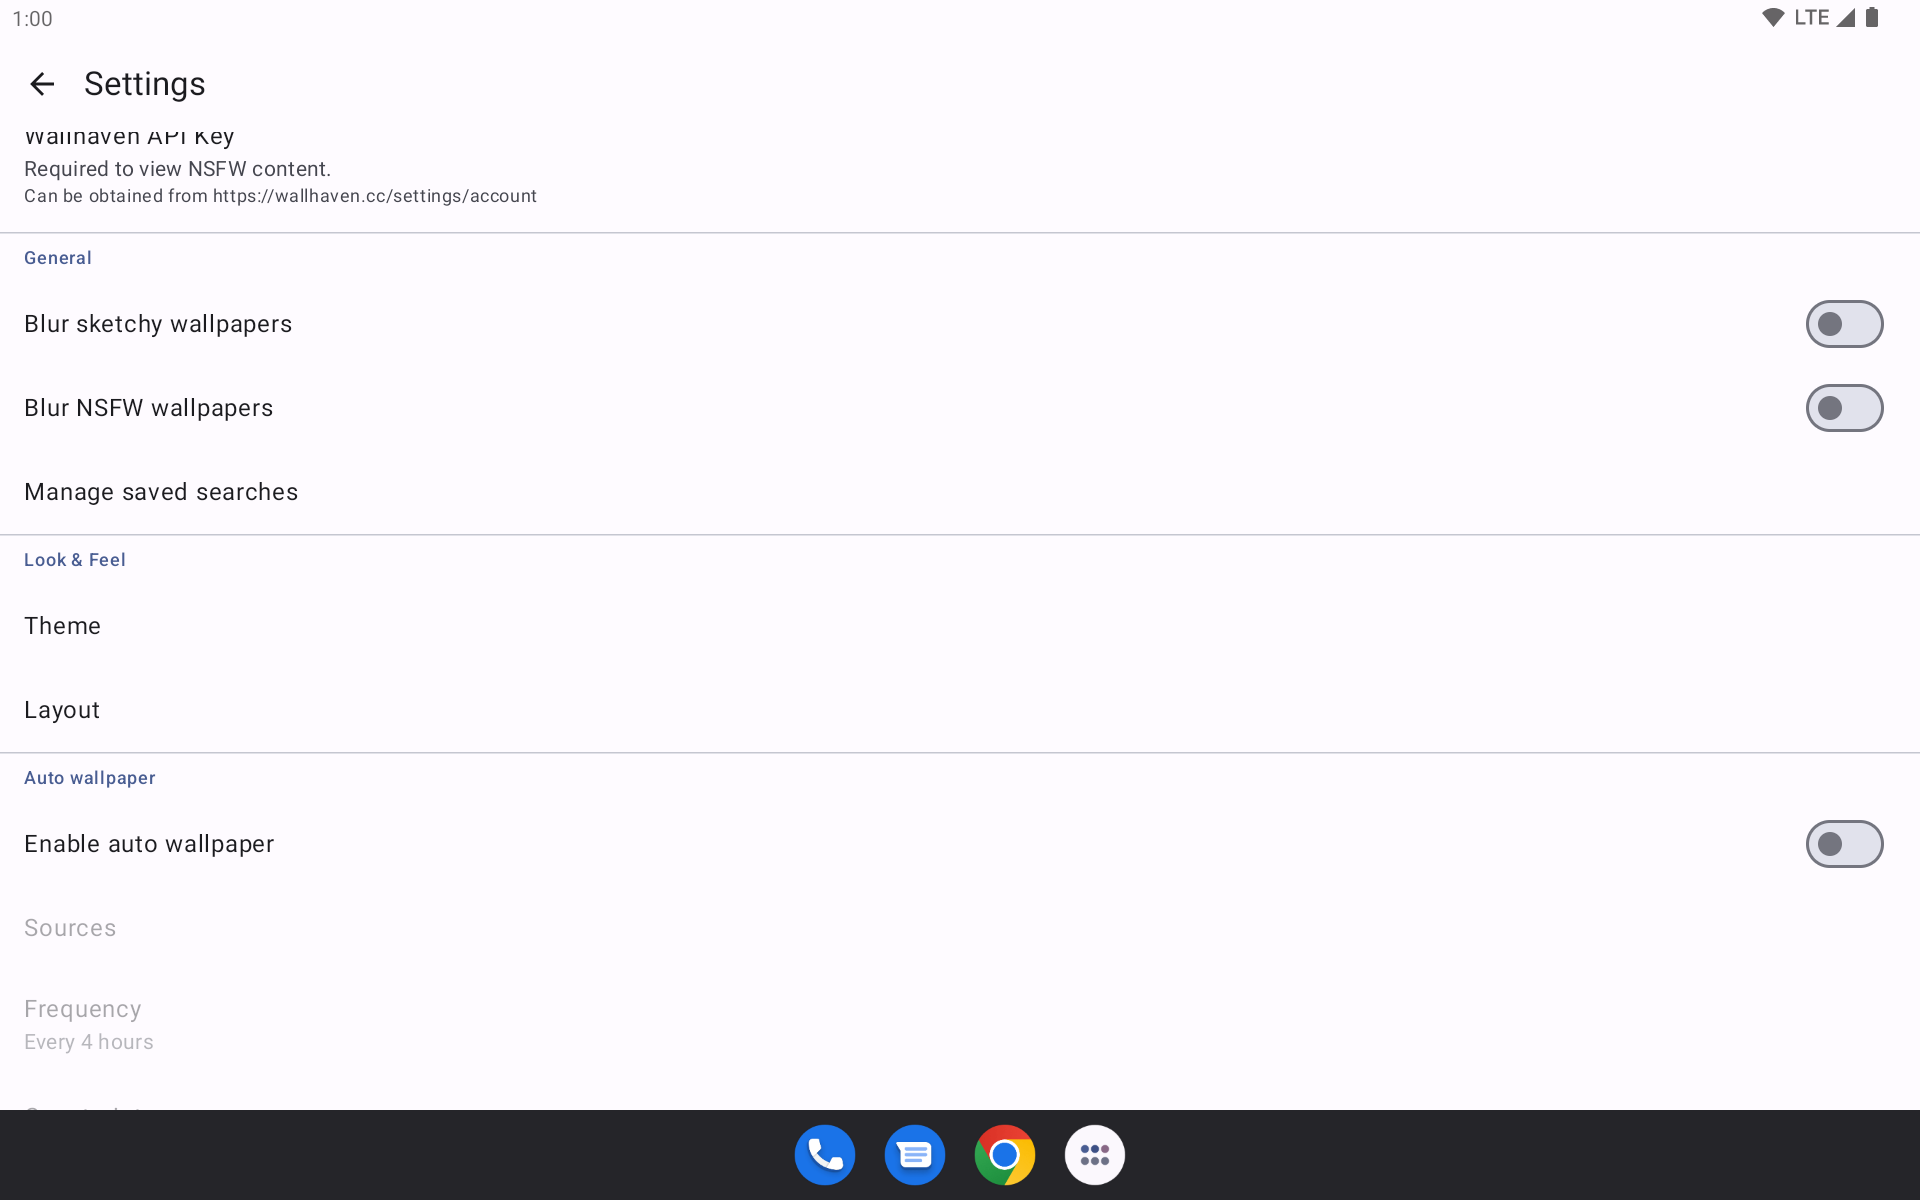 1:00
LTE
Settings
Wallhaven API Key
Required to view NSFW content.
Can be obtained from https://wallhaven.cc/settings/account
General
Blur sketchy wallpapers
Blur NSFW wallpapers
Manage saved searches
Look & Feel
Theme
Layout
Auto wallpaper
Enable auto wallpaper
Sources
Frequency
Every 4 hours